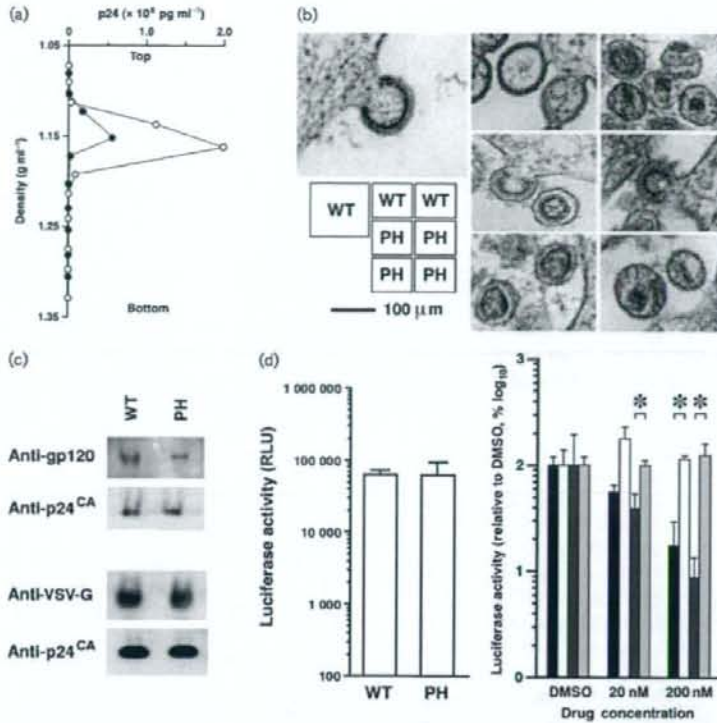 (a)
p24 (× 10⁶ pg ml⁻¹)
0 1.0 2.0
1.05
Top
1.15
1.25
1.35
Density (g ml⁻¹)
Bottom
(b)
WT WT WT
PH PH
PH PH
100 μm
(c)
WT PH
Anti-gp120
Anti-p24CA
Anti-VSV-G
Anti-p24CA
(d)
Luciferase activity (RLU)
1 000 000
100 000
10 000
1 000
100
WT PH
Luciferase activity (relative to DMSO, % log₁₀)
3
2
1
0
* * *
DMSO 20 nM 200 nM
Drug concentration